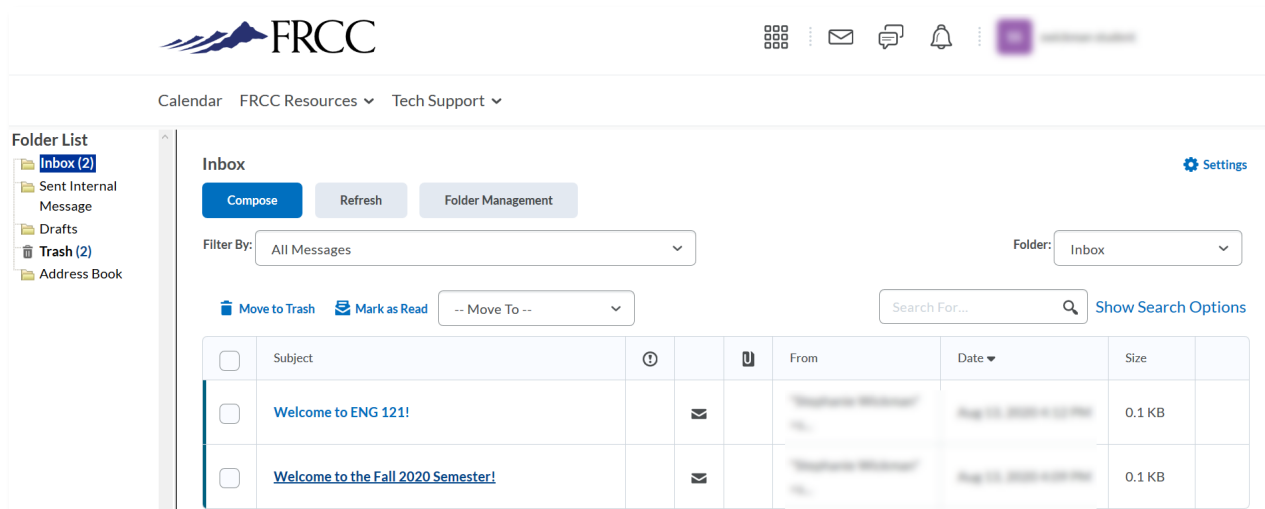 FRCC
Calendar FRCC Resources Tech Support
Folder List
Inbox (2)
Sent Internal
Message
Drafts
Trash (2)
Address Book
Inbox
Settings
Compose Refresh Folder Management
Filter By: All Messages
Folder: Inbox
Move to Trash Mark as Read -- Move To --
Search For... Show Search Options
Subject From Date Size
Welcome to ENG 121! 0.1 KB
Welcome to the Fall 2020 Semester! 0.1 KB